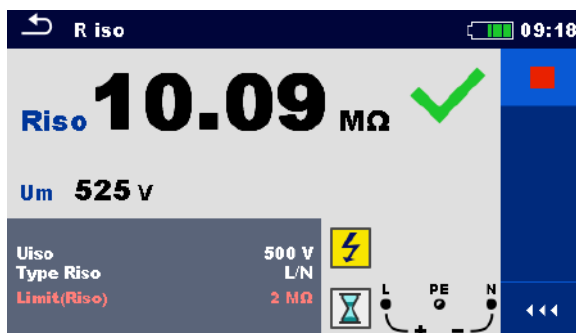 R iso 09:18
Riso 10.09 MΩ
Um 525 V
Uiso 500 V
Type Riso L/N
Limit(Riso) 2 MΩ
L PE N
+ -